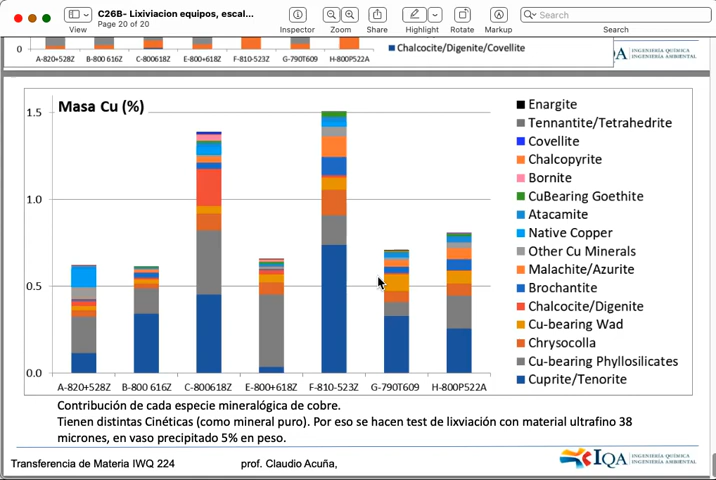 C26B- Lixiviacion equipos, escal...
Page 20 of 20
View
Inspector
Zoom
Share
Highlight
Rotate
Markup
Search
Search
0
A-820+528Z B-800 616Z C-800618Z E-800+618Z F-810-523Z G-790T609 H-800P522A
Chalcocite/Digenite/Covellite
IQA INGENIERÍA QUÍMICA
INGENIERÍA AMBIENTAL
Masa Cu (%)
1.5
1.0
0.5
0.0
A-820+528Z B-800 616Z C-800618Z E-800+618Z F-810-523Z G-790T609 H-800P522A
Enargite
Tennantite/Tetrahedrite
Covellite
Chalcopyrite
Bornite
CuBearing Goethite
Atacamite
Native Copper
Other Cu Minerals
Malachite/Azurite
Brochantite
Chalcocite/Digenite
Cu-bearing Wad
Chrysocolla
Cu-bearing Phyllosilicates
Cuprite/Tenorite
Contribución de cada especie mineralógica de cobre.
Tienen distintas Cinéticas (como mineral puro). Por eso se hacen test de lixiviación con material ultrafino 38
micrones, en vaso precipitado 5% en peso.
Transferencia de Materia IWQ 224 prof. Claudio Acuña,
IQA INGENIERÍA QUÍMICA
INGENIERÍA AMBIENTAL